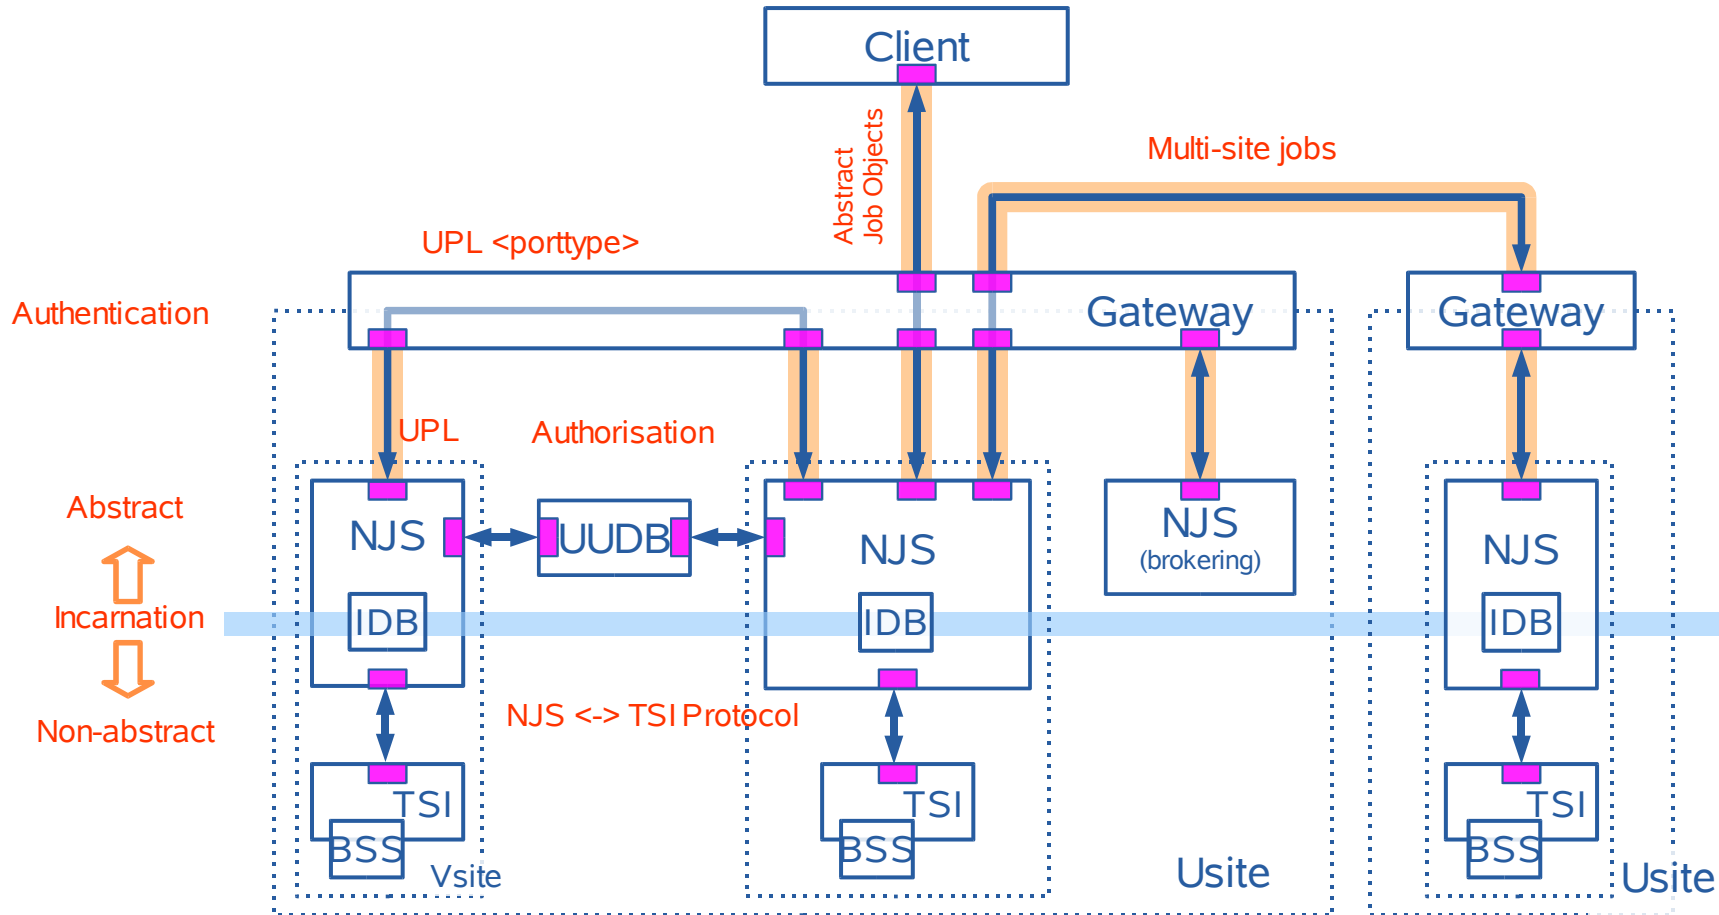 Client
Abstract
Job Objects
Multi-site jobs
UPL <porttype>
Authentication
Gateway
Gateway
UPL
Authorisation
Abstract
NJS
UUDB
NJS
NJS
(brokering)
NJS
Incarnation
IDB
IDB
IDB
Non-abstract
NJS <-> TSI Protocol
TSI
TSI
TSI
BSS
BSS
BSS
Vsite
Usite
Usite